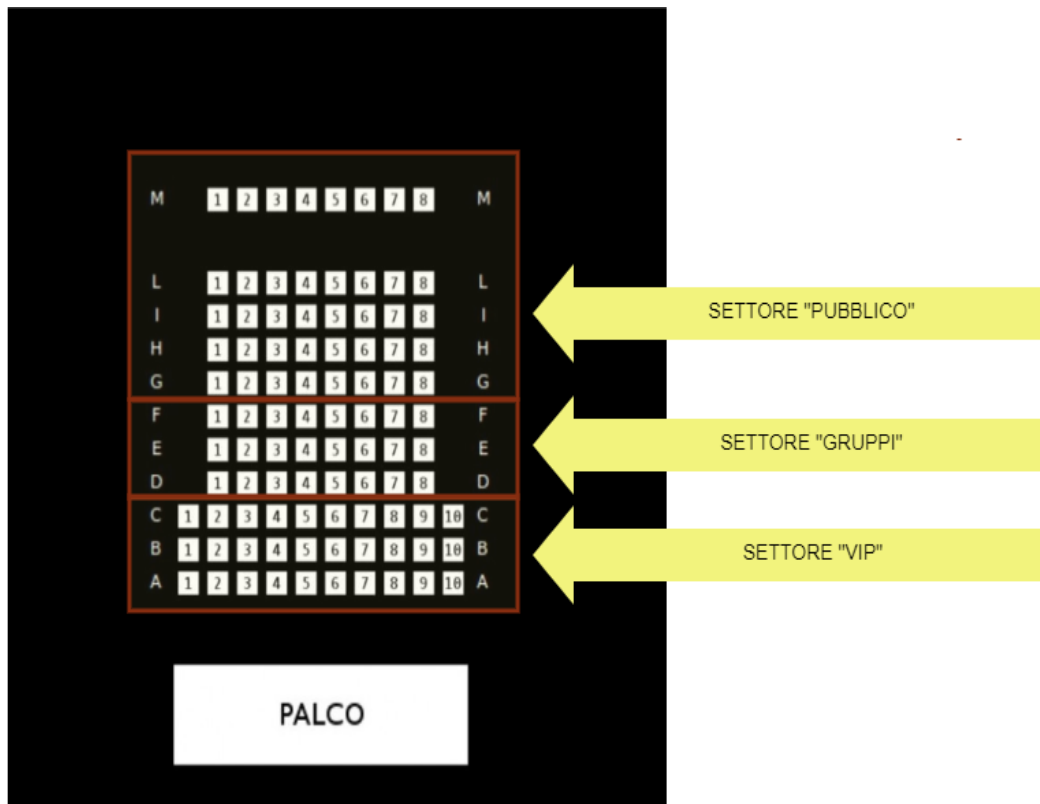 M 1 2 3 4 5 6 7 8 M
L 1 2 3 4 5 6 7 8 L
I 1 2 3 4 5 6 7 8 I
SETTORE "PUBBLICO"
H 1 2 3 4 5 6 7 8 H
G 1 2 3 4 5 6 7 8 G
F 1 2 3 4 5 6 7 8 F
E 1 2 3 4 5 6 7 8 E
SETTORE "GRUPPI"
D 1 2 3 4 5 6 7 8 D
C 1 2 3 4 5 6 7 8 9 10 C
B 1 2 3 4 5 6 7 8 9 10 B
SETTORE "VIP"
A 1 2 3 4 5 6 7 8 9 10 A
PALCO